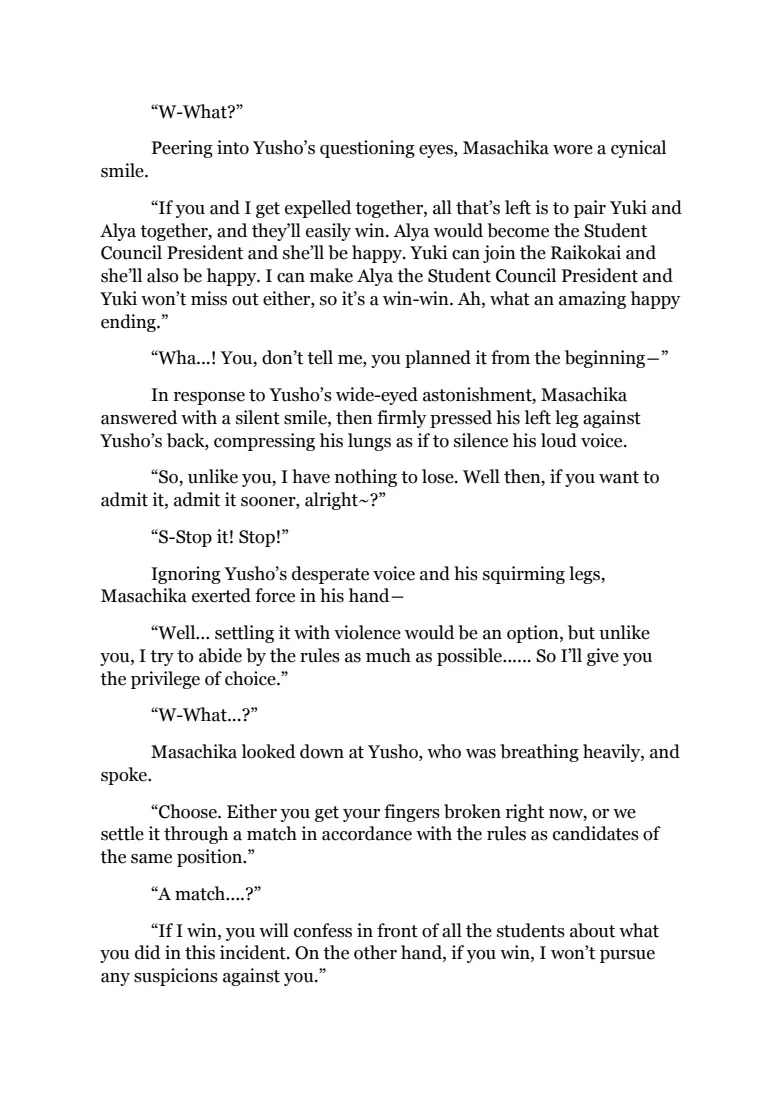 “W-What?”
Peering into Yusho’s questioning eyes, Masachika wore a cynical
smile.
“If you and I get expelled together, all that’s left is to pair Yuki and
Alya together, and they’ll easily win. Alya would become the Student
Council President and she’ll be happy. Yuki can join the Raikokai and
she’ll also be happy. I can make Alya the Student Council President and
Yuki won’t miss out either, so it’s a win-win. Ah, what an amazing happy
ending.”
“Wha...! You, don’t tell me, you planned it from the beginning―”
In response to Yusho’s wide-eyed astonishment, Masachika
answered with a silent smile, then firmly pressed his left leg against
Yusho’s back, compressing his lungs as if to silence his loud voice.
“So, unlike you, I have nothing to lose. Well then, if you want to
admit it, admit it sooner, alright~?”
“S-Stop it! Stop!”
Ignoring Yusho’s desperate voice and his squirming legs,
Masachika exerted force in his hand―
“Well... settling it with violence would be an option, but unlike
you, I try to abide by the rules as much as possible...... So I’ll give you
the privilege of choice.”
“W-What...?”
Masachika looked down at Yusho, who was breathing heavily, and
spoke.
“Choose. Either you get your fingers broken right now, or we
settle it through a match in accordance with the rules as candidates of
the same position.”
“A match....?”
“If I win, you will confess in front of all the students about what
you did in this incident. On the other hand, if you win, I won’t pursue
any suspicions against you.”